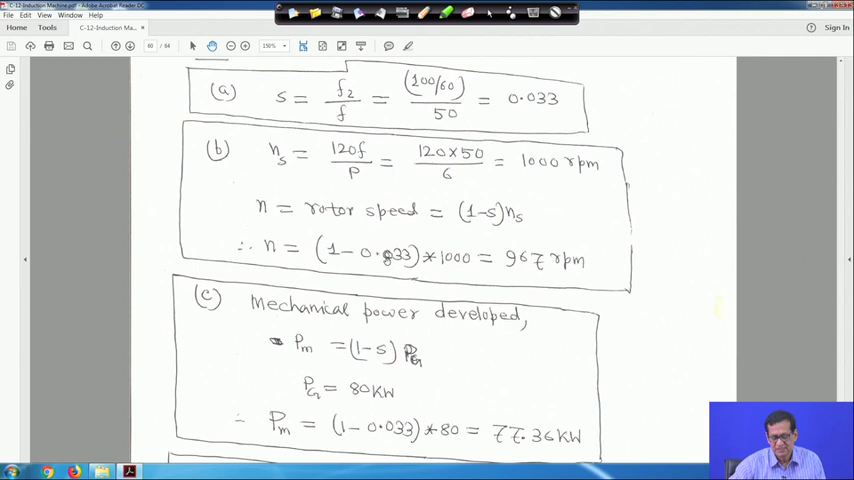 C-12-Induction Machine.pdf - Adobe Acrobat Reader DC
File Edit View Window Help
Home Tools C-12-Induction Ma... × Sign In
60 / 64 150%
(a) s = f₂/f = (100/60)/50 = 0.033
(b) nₛ = 120f/P = 120×50/6 = 1000 rpm
n = rotor speed = (1-s)nₛ
∴ n = (1-0.033)*1000 = 967 rpm
(c) Mechanical power developed,
Pₘ = (1-s) P_G
P_G = 80 KW
∴ Pₘ = (1-0.033)*80 = 77.36 KW